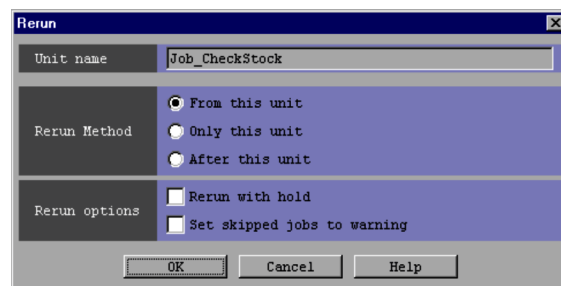 Rerun
Unit name
Job_CheckStock
Rerun Method
From this unit
Only this unit
After this unit
Rerun options
Rerun with hold
Set skipped jobs to warning
OK Cancel Help